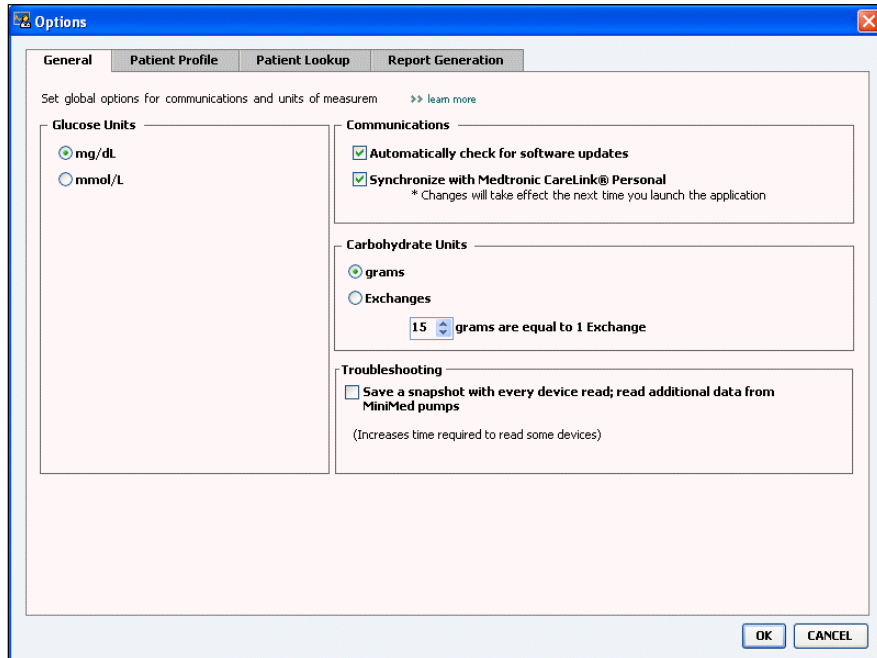 Options
General
Patient Profile
Patient Lookup
Report Generation
Set global options for communications and units of measurem
>> learn more
Glucose Units
mg/dL
mmol/L
Communications
Automatically check for software updates
Synchronize with Medtronic CareLink® Personal
* Changes will take effect the next time you launch the application
Carbohydrate Units
grams
Exchanges
15 grams are equal to 1 Exchange
Troubleshooting
Save a snapshot with every device read; read additional data from
MiniMed pumps
(Increases time required to read some devices)
OK
CANCEL